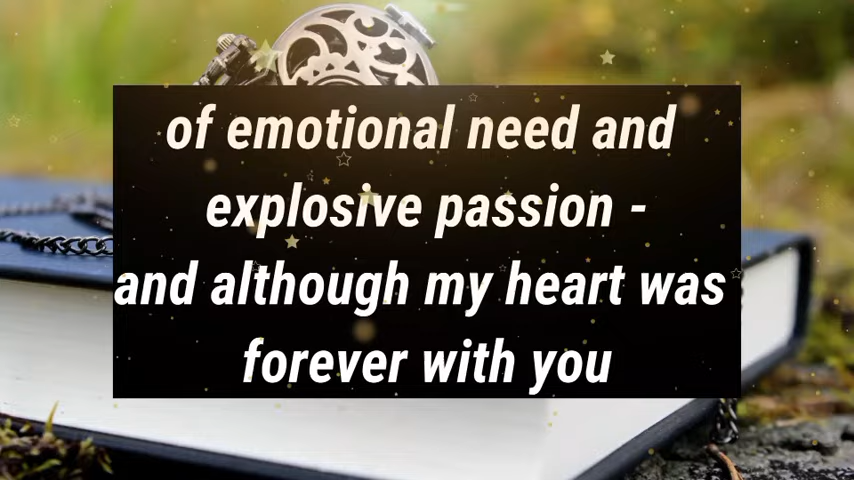 of emotional need and
explosive passion -
and although my heart was
forever with you